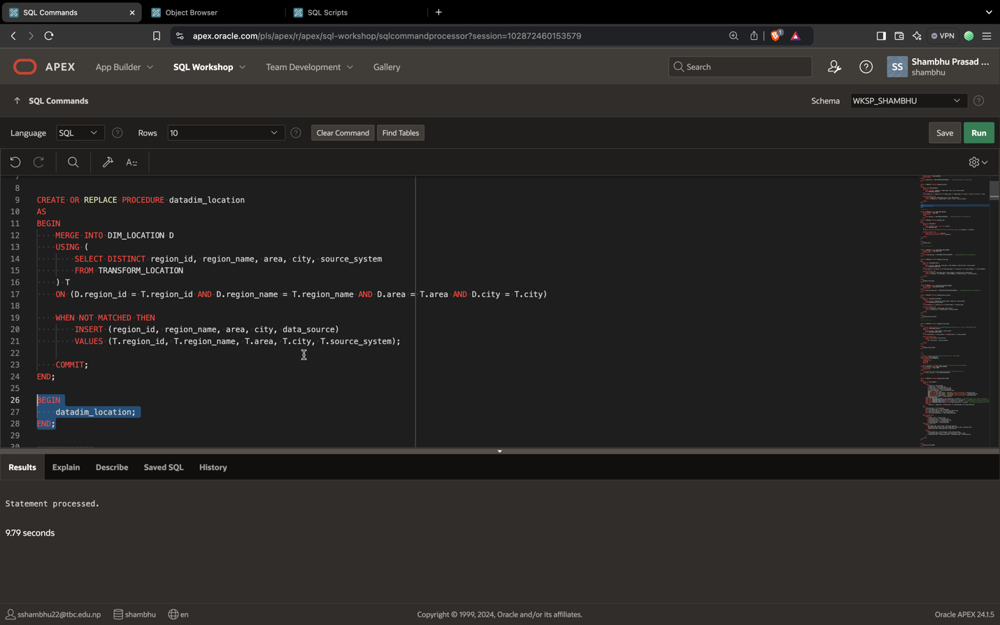 SQL Commands
Object Browser
SQL Scripts
apex.oracle.com/pls/apex/r/apex/sql-workshop/sqlcommandprocessor?session=102872460153579
1
VPN
APEX
App Builder
SQL Workshop
Team Development
Gallery
Search
SS
Shambhu Prasad ...
shambhu
SQL Commands
Schema
WKSP_SHAMBHU
Language
SQL
Rows
10
Clear Command
Find Tables
Save
Run
7
8
9 CREATE OR REPLACE PROCEDURE datadim_location
10 AS
11 BEGIN
12 MERGE INTO DIM_LOCATION D
13 USING (
14 SELECT DISTINCT region_id, region_name, area, city, source_system
15 FROM TRANSFORM_LOCATION
16 ) T
17 ON (D.region_id = T.region_id AND D.region_name = T.region_name AND D.area = T.area AND D.city = T.city)
18
19 WHEN NOT MATCHED THEN
20 INSERT (region_id, region_name, area, city, data_source)
21 VALUES (T.region_id, T.region_name, T.area, T.city, T.source_system);
22
23 COMMIT;
24 END;
25
26 BEGIN
27 datadim_location;
28 END;
29
30
Results
Explain
Describe
Saved SQL
History
Statement processed.
9.79 seconds
sshambhu22@tbc.edu.np
shambhu
en
Copyright © 1999, 2024, Oracle and/or its affiliates.
Oracle APEX 24.1.5